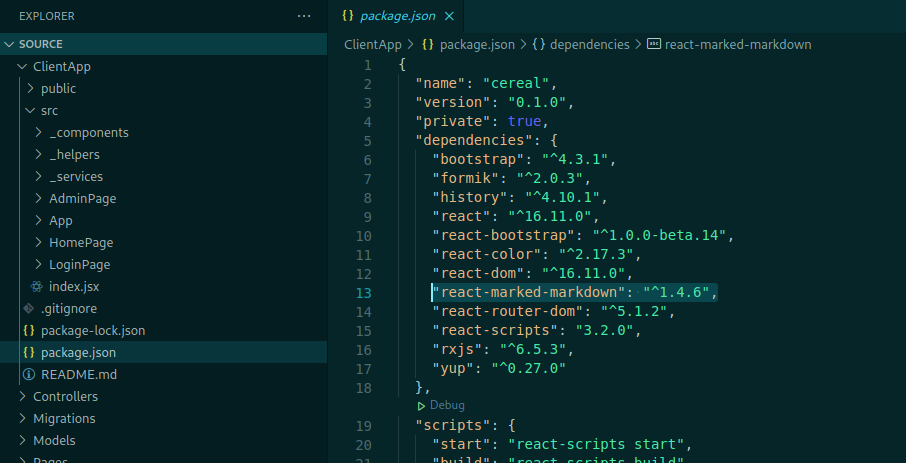 EXPLORER ···
SOURCE
ClientApp
public
src
_components
_helpers
_services
AdminPage
App
HomePage
LoginPage
index.jsx
.gitignore
package-lock.json
package.json
README.md
Controllers
Migrations
Models
Pages
{} package.json ×
ClientApp > {} package.json > {} dependencies > abc react-marked-markdown
1 {
2 "name": "cereal",
3 "version": "0.1.0",
4 "private": true,
5 "dependencies": {
6 "bootstrap": "^4.3.1",
7 "formik": "^2.0.3",
8 "history": "^4.10.1",
9 "react": "^16.11.0",
10 "react-bootstrap": "^1.0.0-beta.14",
11 "react-color": "^2.17.3",
12 "react-dom": "^16.11.0",
13 "react-marked-markdown": "^1.4.6",
14 "react-router-dom": "^5.1.2",
15 "react-scripts": "3.2.0",
16 "rxjs": "^6.5.3",
17 "yup": "^0.27.0"
18 },
Debug
19 "scripts": {
20 "start": "react-scripts start",
21 "build": "react-scripts build"